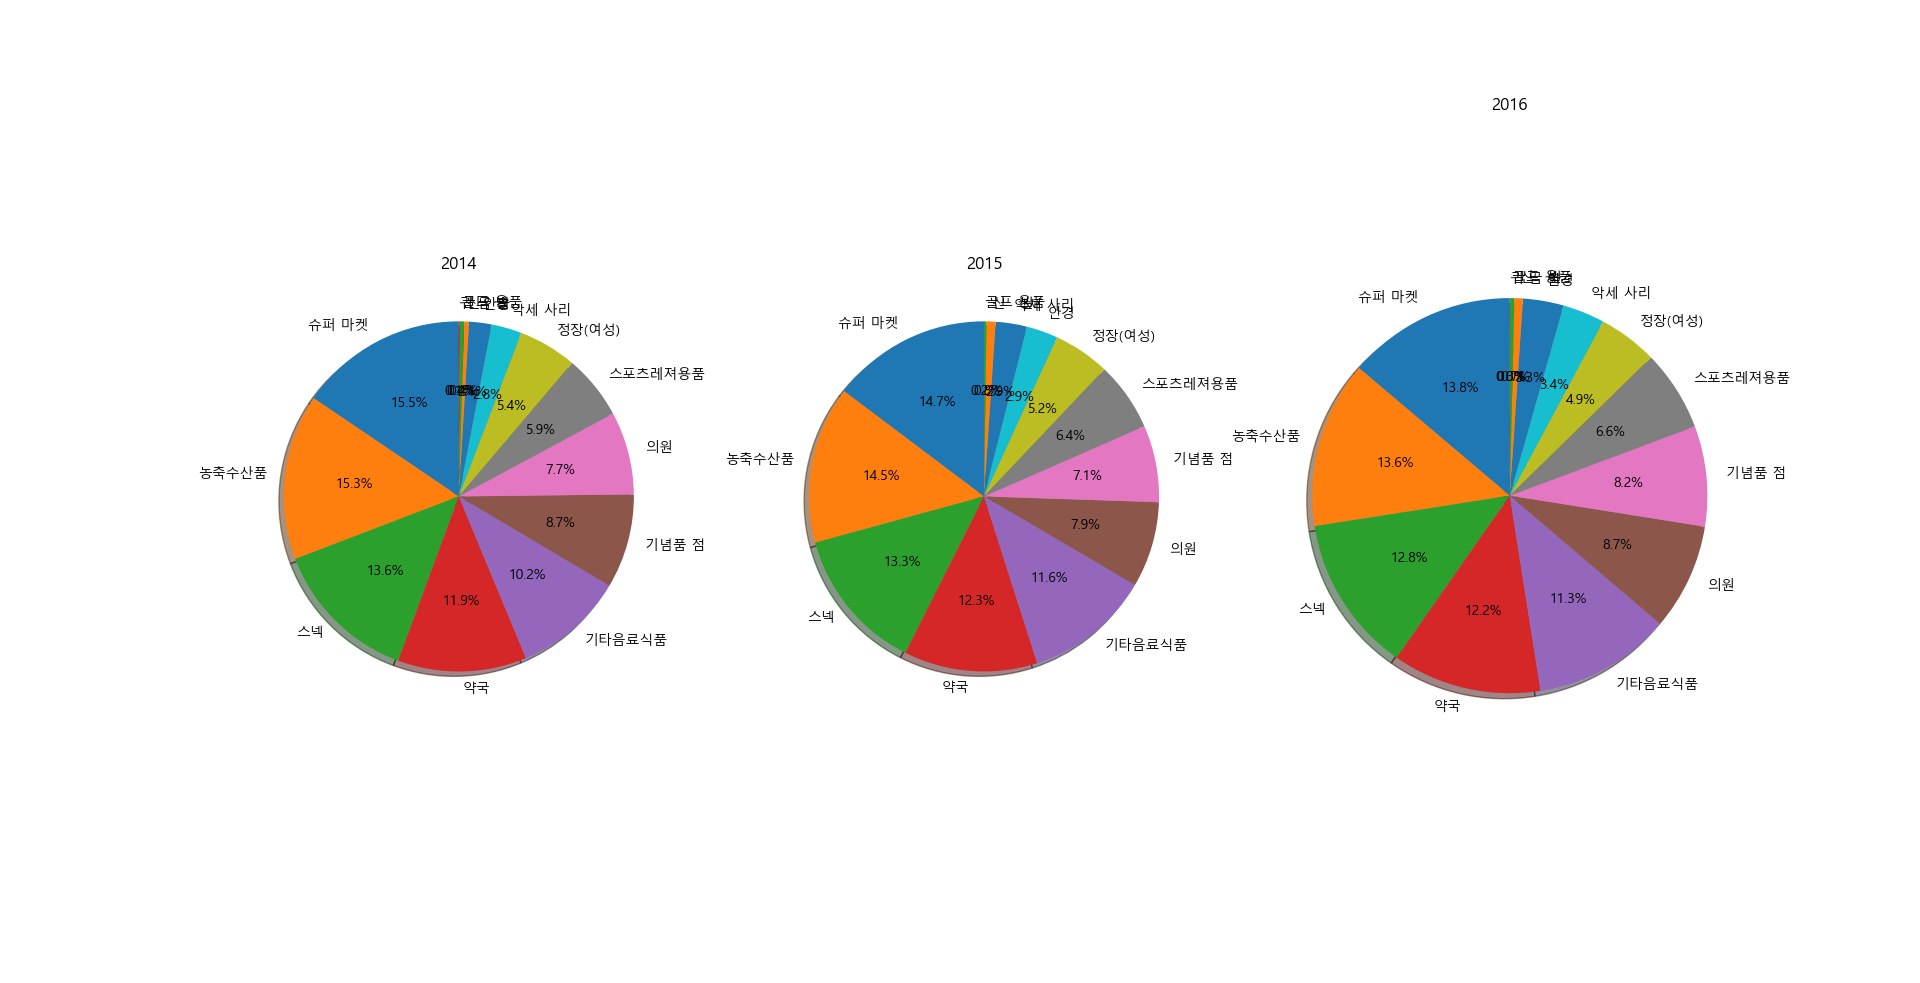 2014
슈퍼 마켓
농축수산품
스넥
약국
기타음료식품
기념품 점
의원
스포츠레져용품
정장(여성)
악세 사리
15.5%
15.3%
13.6%
11.9%
10.2%
8.7%
7.7%
5.9%
5.4%
2.8%
2015
슈퍼 마켓
농축수산품
스넥
약국
기타음료식품
의원
기념품 점
스포츠레져용품
정장(여성)
안경
14.7%
14.5%
13.3%
12.3%
11.6%
7.9%
7.1%
6.4%
5.2%
2.9%
2016
슈퍼 마켓
농축수산품
스넥
약국
기타음료식품
의원
기념품 점
스포츠레져용품
정장(여성)
악세 사리
13.8%
13.6%
12.8%
12.2%
11.3%
8.7%
8.2%
6.6%
4.9%
3.4%